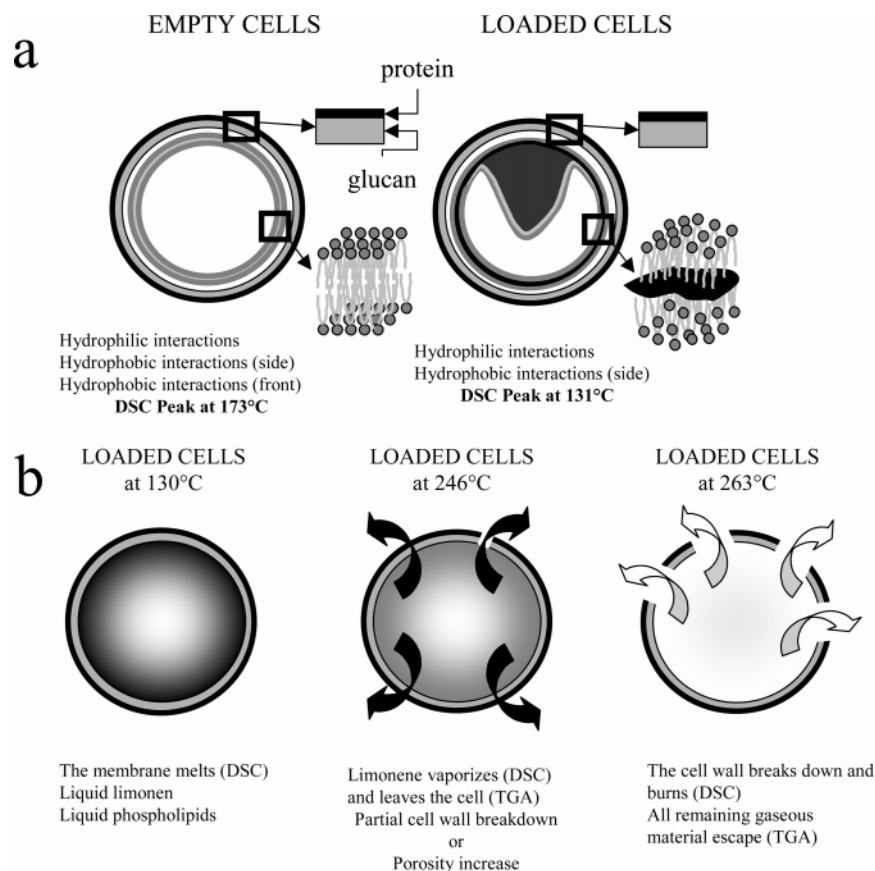 a
EMPTY CELLS
LOADED CELLS
protein
glucan
Hydrophilic interactions
Hydrophobic interactions (side)
Hydrophobic interactions (front)
DSC Peak at 173°C
Hydrophilic interactions
Hydrophobic interactions (side)
DSC Peak at 131°C
b
LOADED CELLS
at 130°C
LOADED CELLS
at 246°C
LOADED CELLS
at 263°C
The membrane melts (DSC)
Liquid limonen
Liquid phospholipids
Limonene vaporizes (DSC)
and leaves the cell (TGA)
Partial cell wall breakdown
or
Porosity increase
The cell wall breaks down and
burns (DSC)
All remaining gaseous
material escape (TGA)